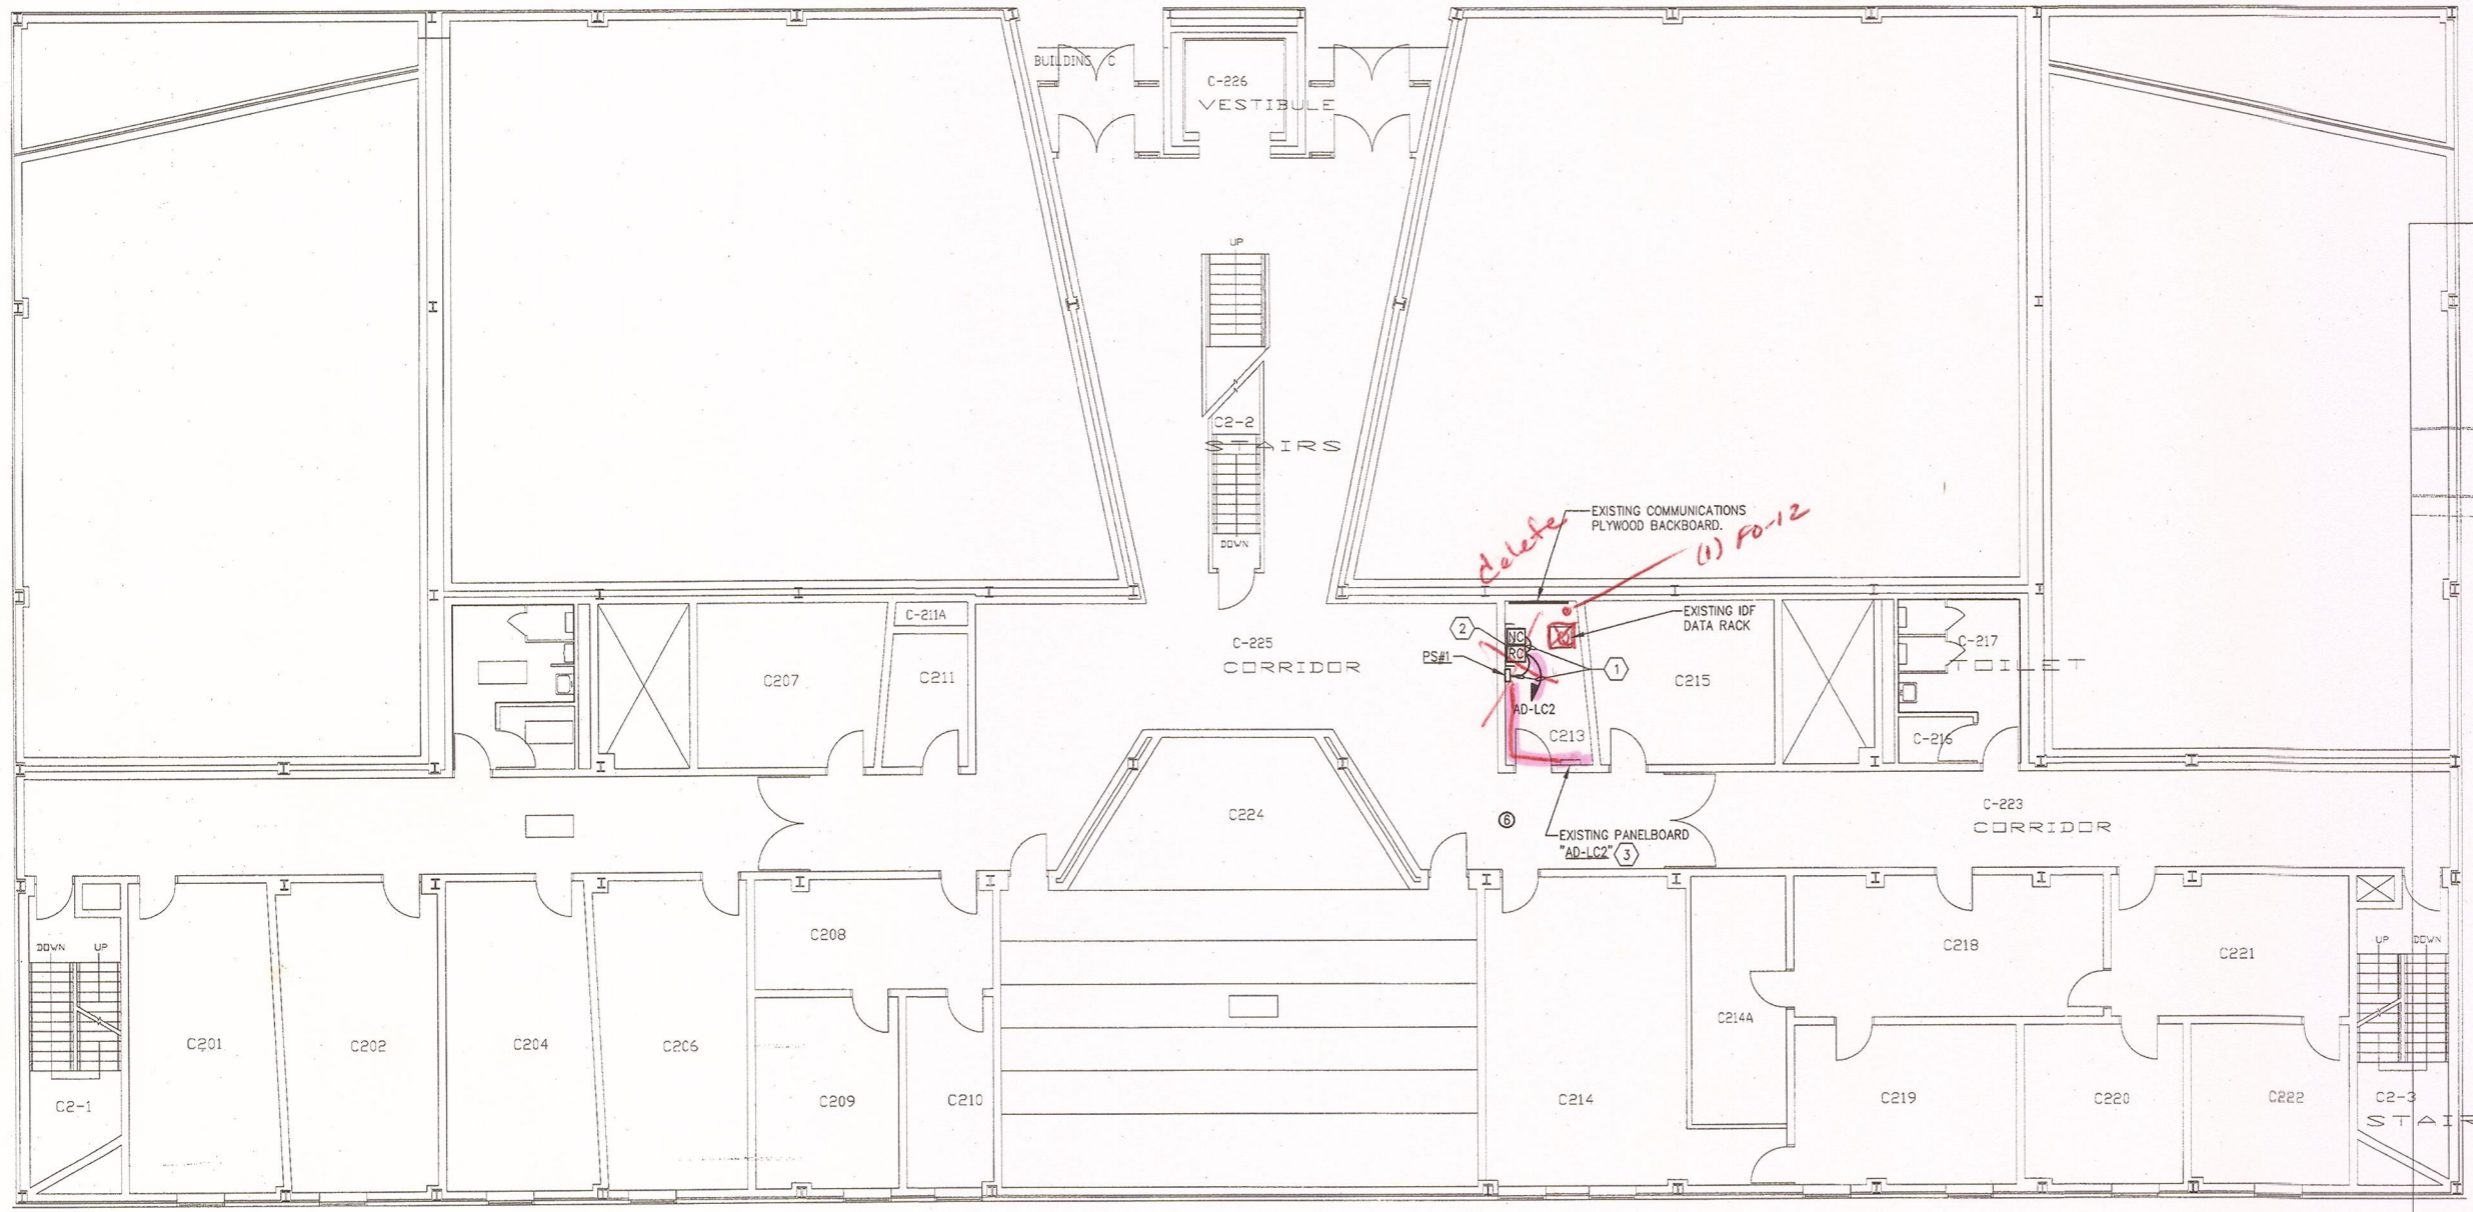 BUILDING C
C-226
VESTIBULE
UP
C2-2
STAIRS
DOWN
delete
EXISTING COMMUNICATIONS
PLYWOOD BACKBOARD.
(1) FO-12
EXISTING IDF
DATA RACK
C-211A
C-225
CORRIDOR
C207
C211
2
NC
RC
PS#1
1
AD-LC2
C213
C215
C-217
TOILET
C-216
C224
6
EXISTING PANELBOARD
"AD-LC2" 3
C-223
CORRIDOR
DOWN UP
C208
C218
C221
UP DOWN
C201
C202
C204
C206
C209
C210
C2-1
C214A
C214
C219
C220
C222
C2-3
STAIR